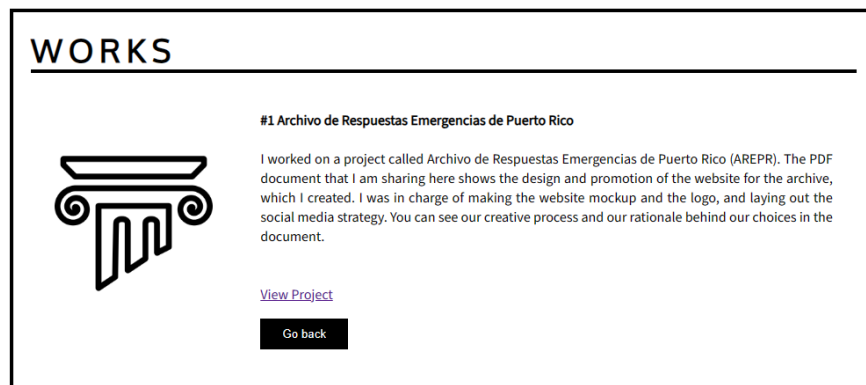 WORKS
#1 Archivo de Respuestas Emergencias de Puerto Rico
I worked on a project called Archivo de Respuestas Emergencias de Puerto Rico (AREPR). The PDF
document that I am sharing here shows the design and promotion of the website for the archive,
which I created. I was in charge of making the website mockup and the logo, and laying out the
social media strategy. You can see our creative process and our rationale behind our choices in the
document.
View Project
Go back